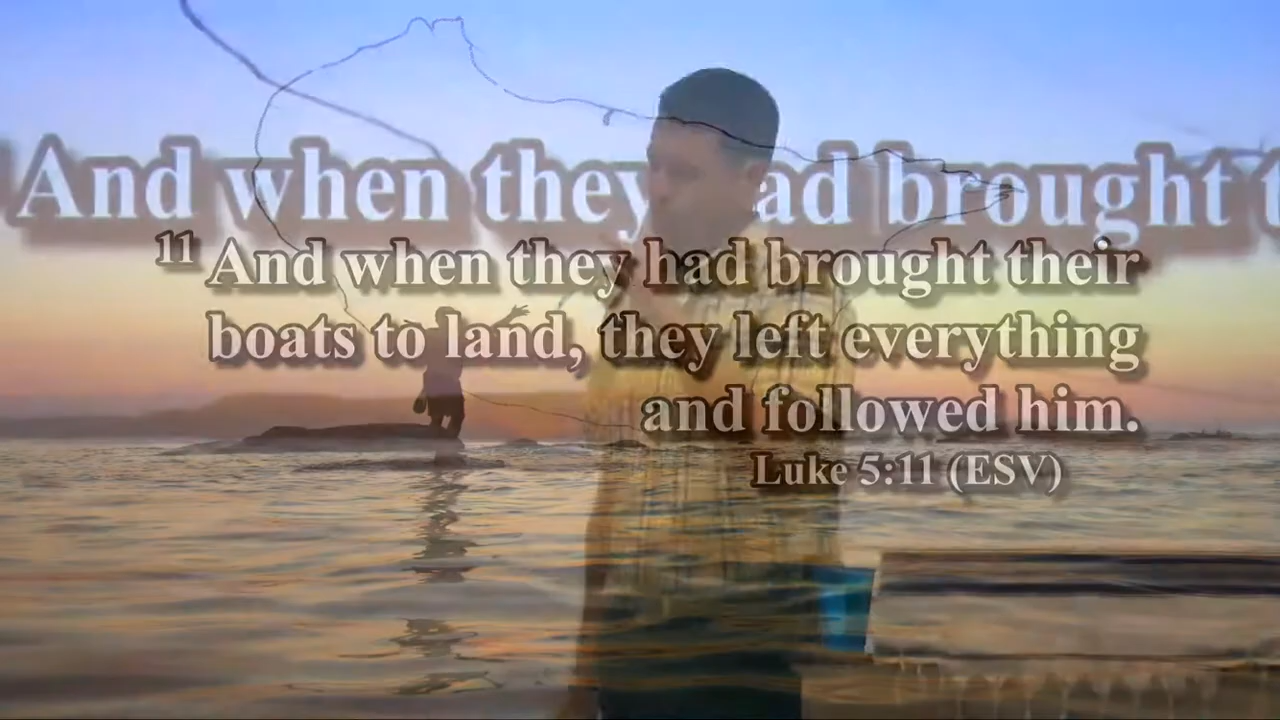 And when they had brought t
11 And when they had brought their
boats to land, they left everything
and followed him.
Luke 5:11 (ESV)